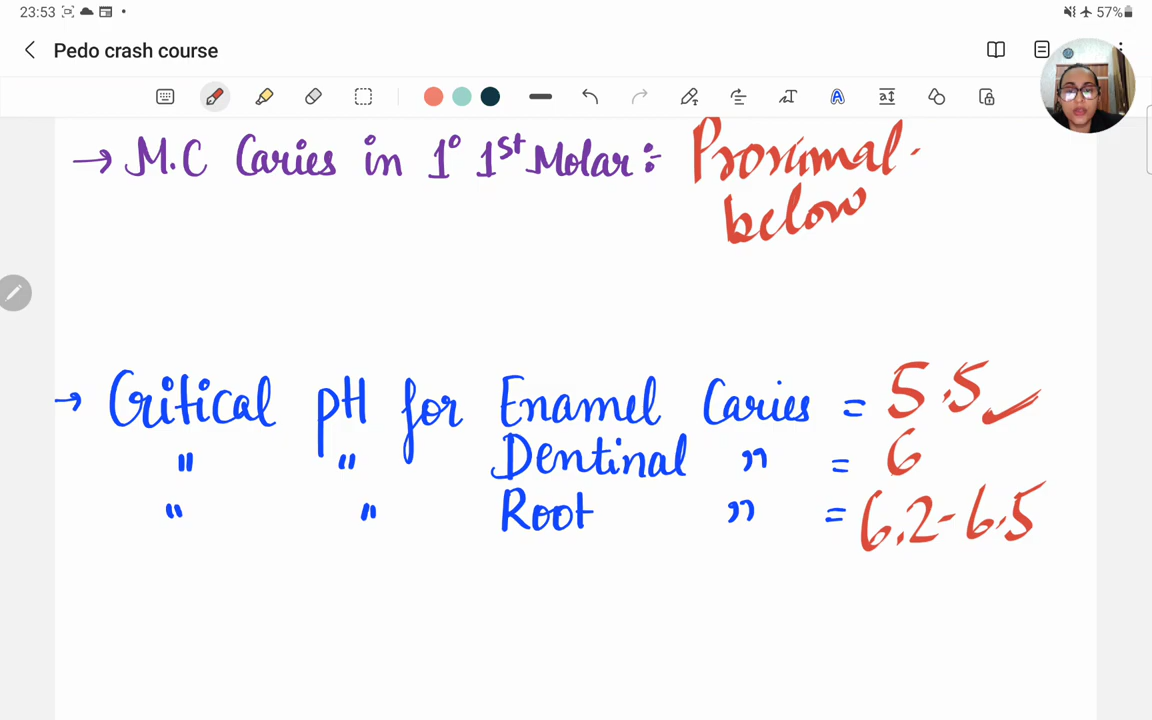 23:53 57%
Pedo crash course
→ M.C Caries in 1° 1st Molar :- Proximal.
below
→ Critical pH for Enamel Caries = 5.5 ✓
" " Dentinal " = 6
" " Root " = 6.2-6.5